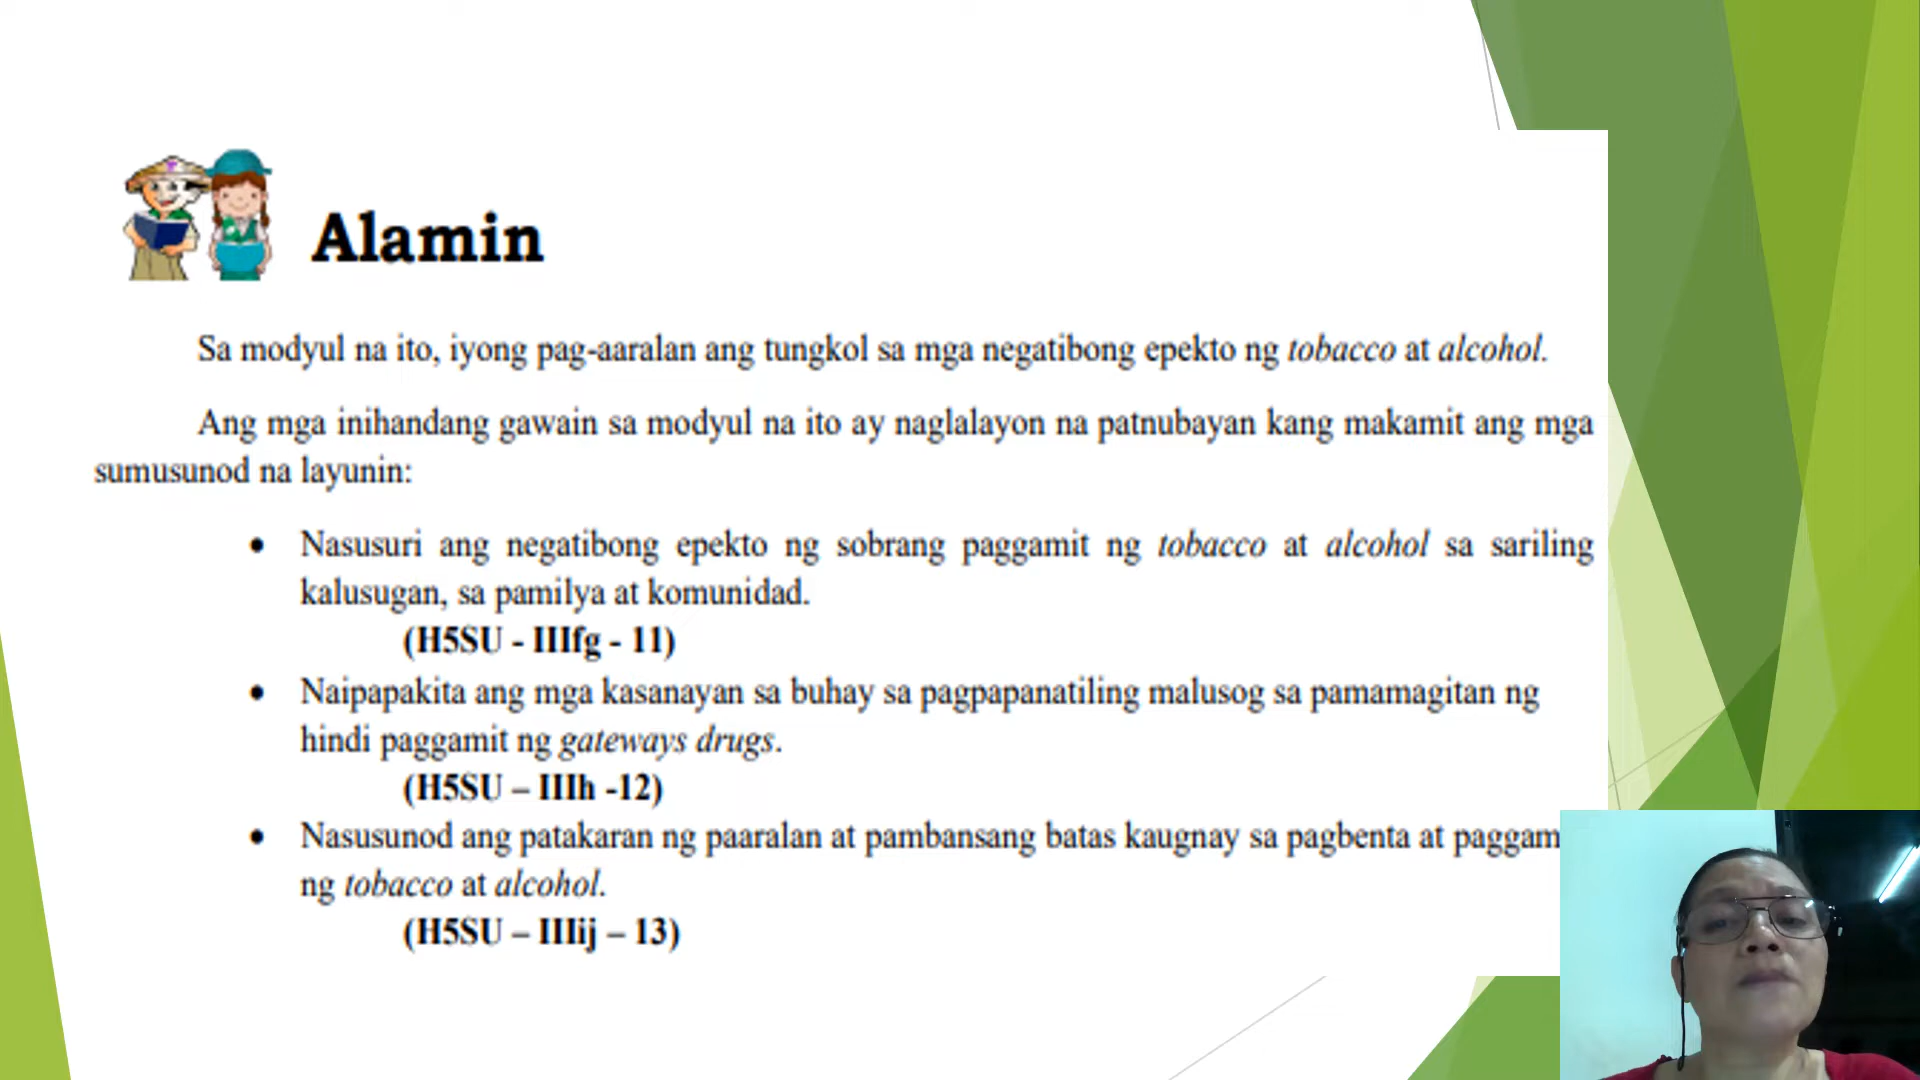 Alamin
Sa modyul na ito, iyong pag-aaralan ang tungkol sa mga negatibong epekto ng tobacco at alcohol.
Ang mga inihandang gawain sa modyul na ito ay naglalayon na patnubayan kang makamit ang mga
sumusunod na layunin:
• Nasusuri ang negatibong epekto ng sobrang paggamit ng tobacco at alcohol sa sariling
kalusugan, sa pamilya at komunidad.
(H5SU - IIIfg - 11)
• Naipapakita ang mga kasanayan sa buhay sa pagpapanatiling malusog sa pamamagitan ng
hindi paggamit ng gateways drugs.
(H5SU – IIIh -12)
• Nasusunod ang patakaran ng paaralan at pambansang batas kaugnay sa pagbenta at paggam
ng tobacco at alcohol.
(H5SU – IIIij – 13)